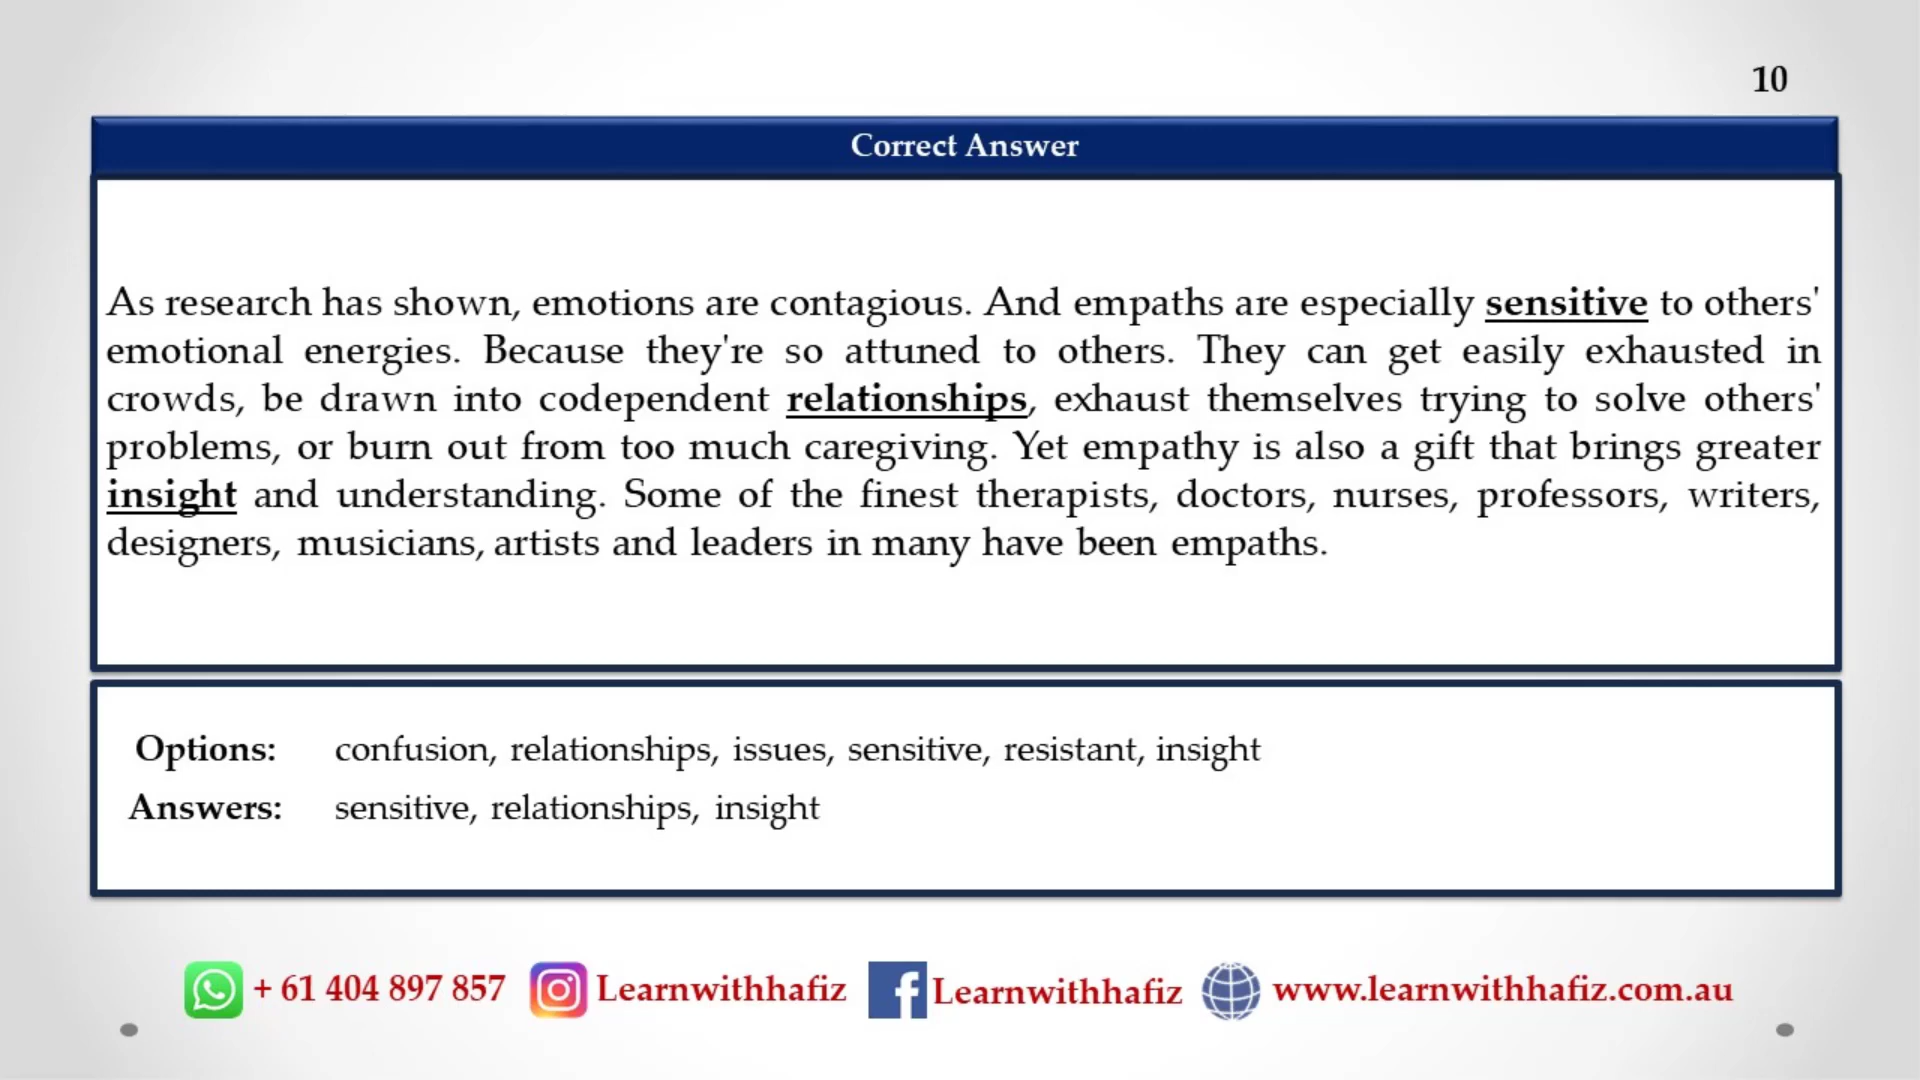 10
Correct Answer
As research has shown, emotions are contagious. And empaths are especially sensitive to others'
emotional energies. Because they're so attuned to others. They can get easily exhausted in
crowds, be drawn into codependent relationships, exhaust themselves trying to solve others'
problems, or burn out from too much caregiving. Yet empathy is also a gift that brings greater
insight and understanding. Some of the finest therapists, doctors, nurses, professors, writers,
designers, musicians, artists and leaders in many have been empaths.
Options: confusion, relationships, issues, sensitive, resistant, insight
Answers: sensitive, relationships, insight
+ 61 404 897 857 Learnwithhafiz Learnwithhafiz www.learnwithhafiz.com.au